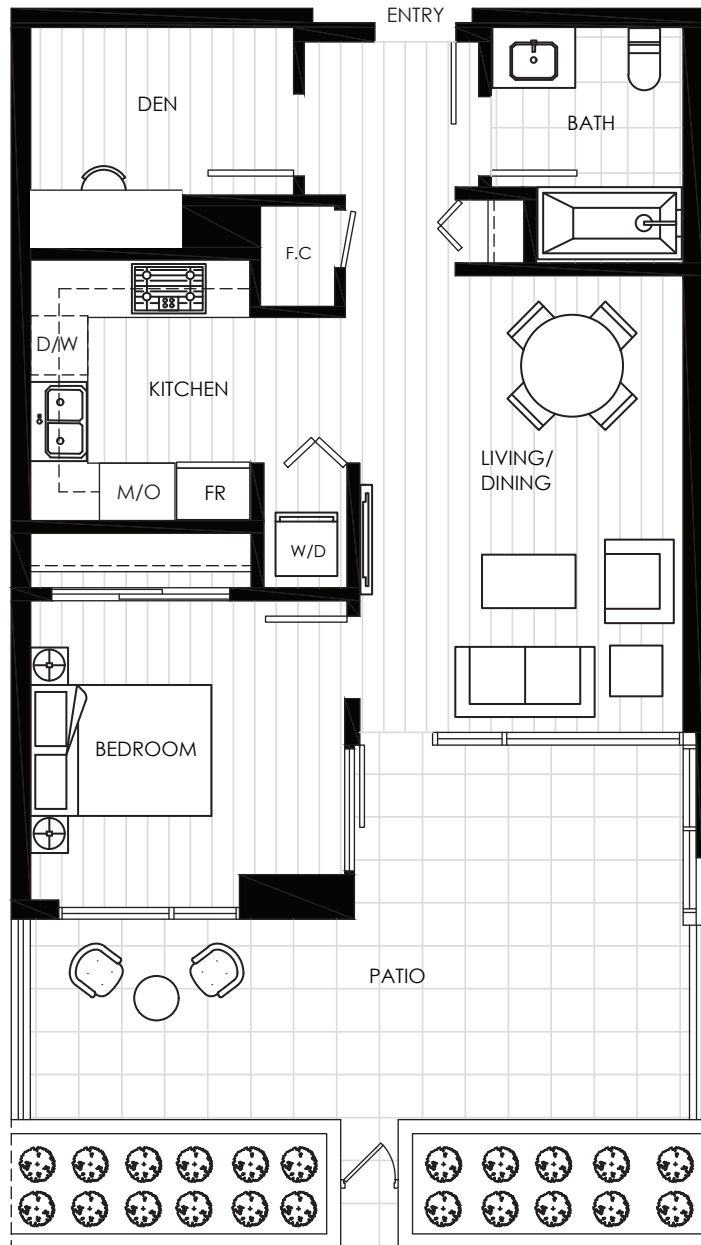 ENTRY
DEN
BATH
F.C
D/W
KITCHEN
LIVING/
DINING
M/O
FR
W/D
BEDROOM
PATIO